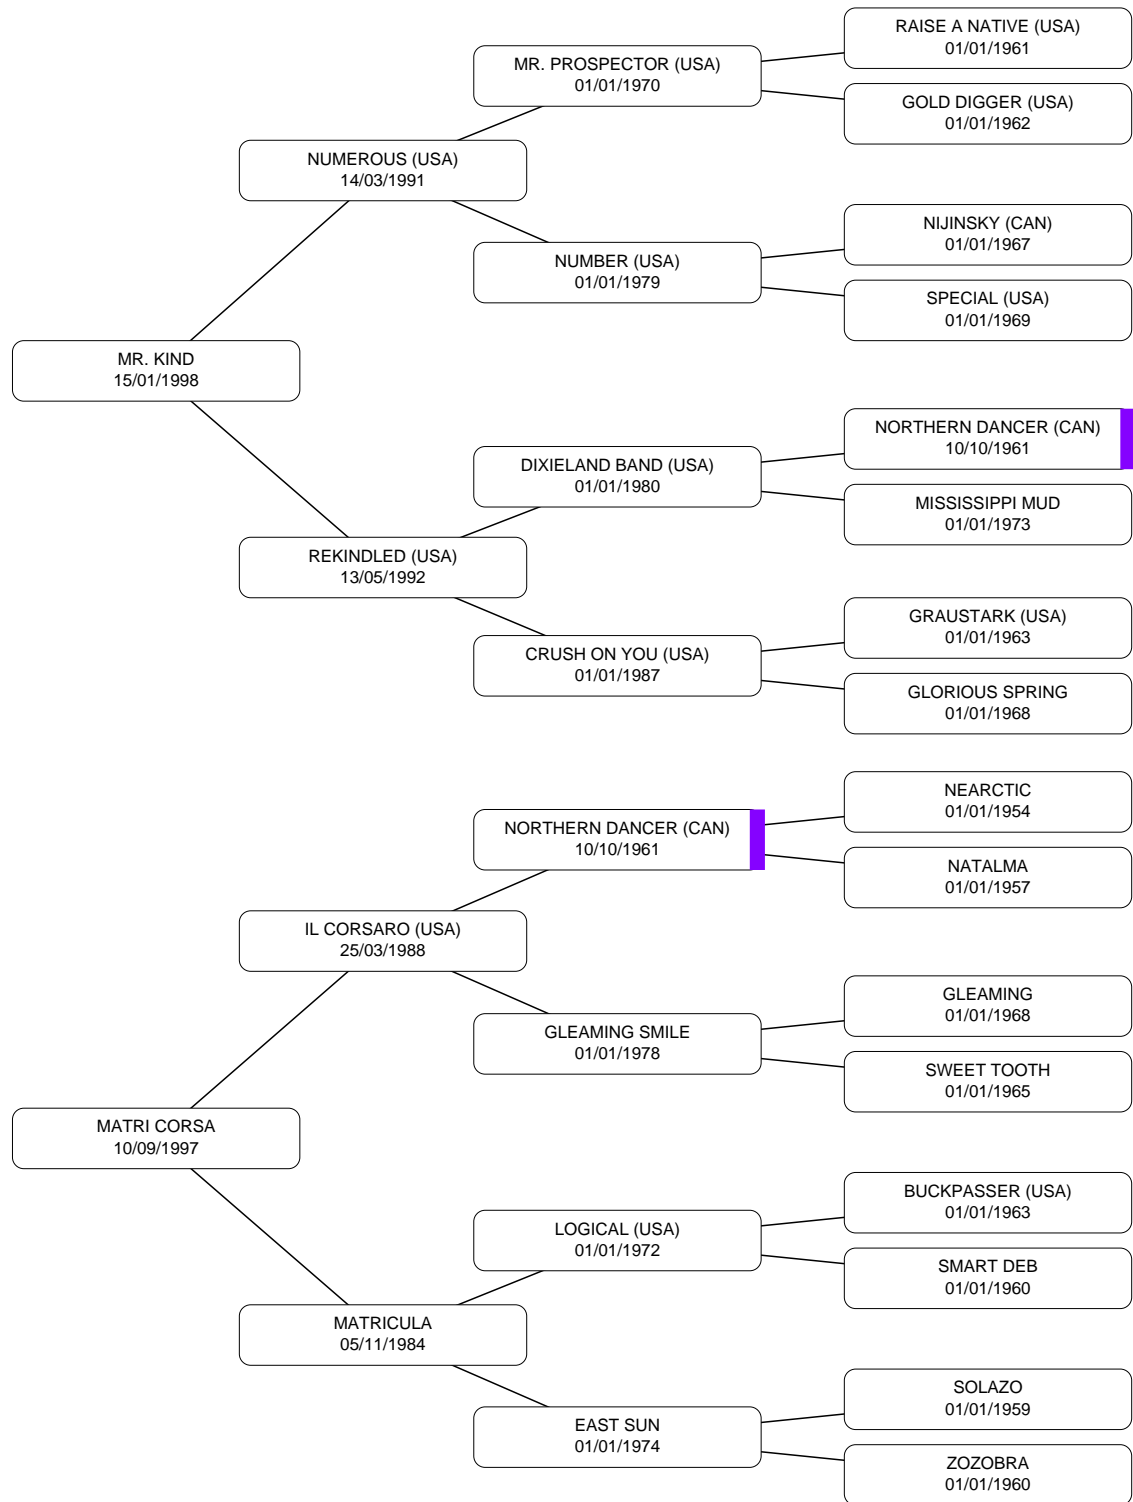 RAISE A NATIVE (USA)
01/01/1961
MR. PROSPECTOR (USA)
01/01/1970
GOLD DIGGER (USA)
01/01/1962
NUMEROUS (USA)
14/03/1991
NIJINSKY (CAN)
01/01/1967
NUMBER (USA)
01/01/1979
SPECIAL (USA)
01/01/1969
MR. KIND
15/01/1998
NORTHERN DANCER (CAN)
10/10/1961
DIXIELAND BAND (USA)
01/01/1980
MISSISSIPPI MUD
01/01/1973
REKINDLED (USA)
13/05/1992
GRAUSTARK (USA)
01/01/1963
CRUSH ON YOU (USA)
01/01/1987
GLORIOUS SPRING
01/01/1968
NEARCTIC
01/01/1954
NORTHERN DANCER (CAN)
10/10/1961
NATALMA
01/01/1957
IL CORSARO (USA)
25/03/1988
GLEAMING
01/01/1968
GLEAMING SMILE
01/01/1978
SWEET TOOTH
01/01/1965
MATRI CORSA
10/09/1997
BUCKPASSER (USA)
01/01/1963
LOGICAL (USA)
01/01/1972
SMART DEB
01/01/1960
MATRICULA
05/11/1984
SOLAZO
01/01/1959
EAST SUN
01/01/1974
ZOZOBRA
01/01/1960